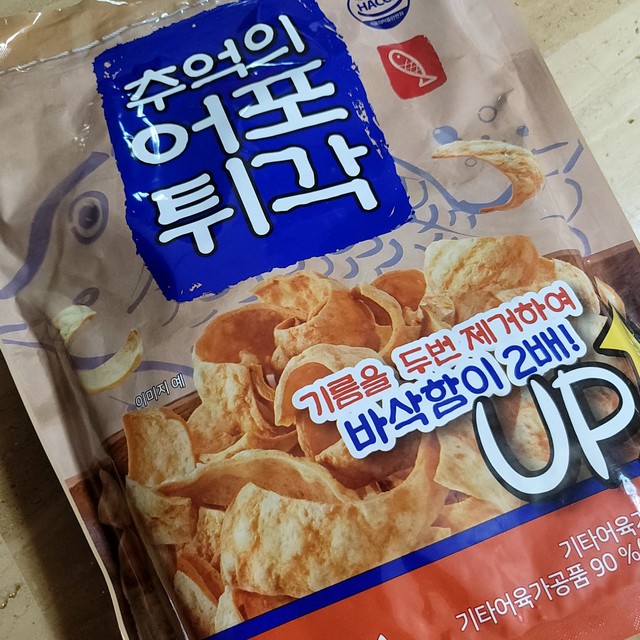 HACCP
추억의
어포
튀각
이미지 예
기름을 두번 제거하여
바삭함이 2배!
UP
기타어육가
기타어육가공품 90 %